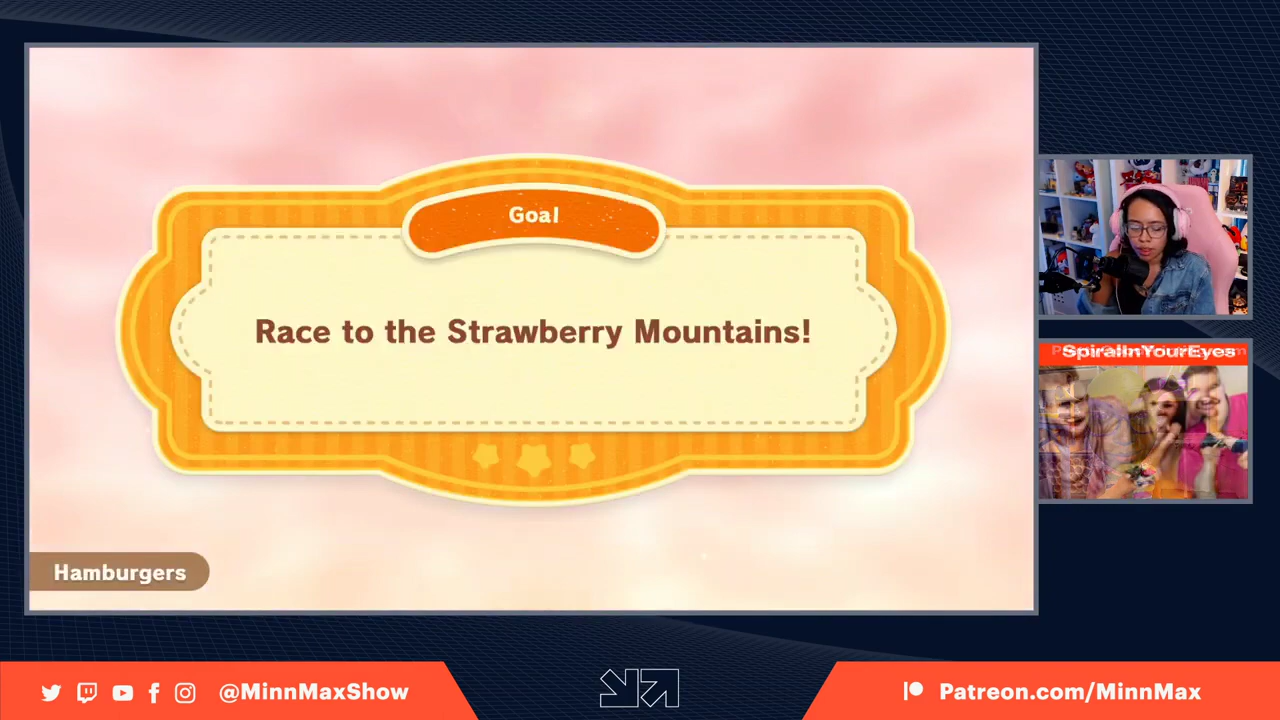 Goal
Race to the Strawberry Mountains!
Hamburgers
SpiralInYourEyes
@MinnMaxShow
Patreon.com/MinnMax